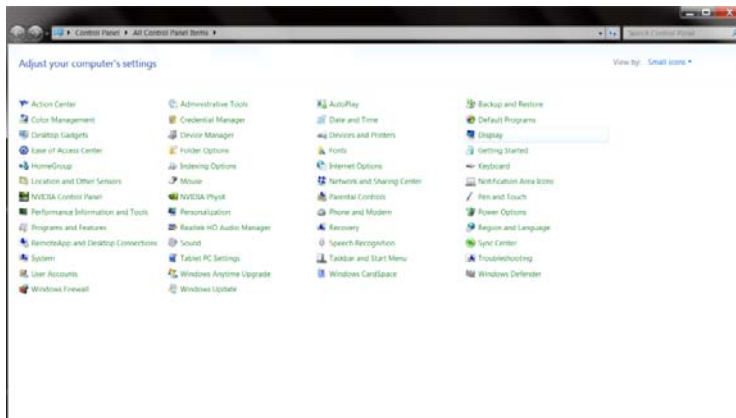 Control Panel All Control Panel Items Search Control Panel
Adjust your computer's settings View by: Small icons
Action Center Administrative Tools AutoPlay Backup and Restore
Color Management Credential Manager Date and Time Default Programs
Desktop Gadgets Device Manager Devices and Printers Display
Ease of Access Center Folder Options Fonts Getting Started
HomeGroup Indexing Options Internet Options Keyboard
Location and Other Sensors Mouse Network and Sharing Center Notification Area Icons
NVIDIA Control Panel NVIDIA PhysX Parental Controls Pen and Touch
Performance Information and Tools Personalization Phone and Modem Power Options
Programs and Features Realtek HD Audio Manager Recovery Region and Language
RemoteApp and Desktop Connections Sound Speech Recognition Sync Center
System Tablet PC Settings Taskbar and Start Menu Troubleshooting
User Accounts Windows Anytime Upgrade Windows CardSpace Windows Defender
Windows Firewall Windows Update